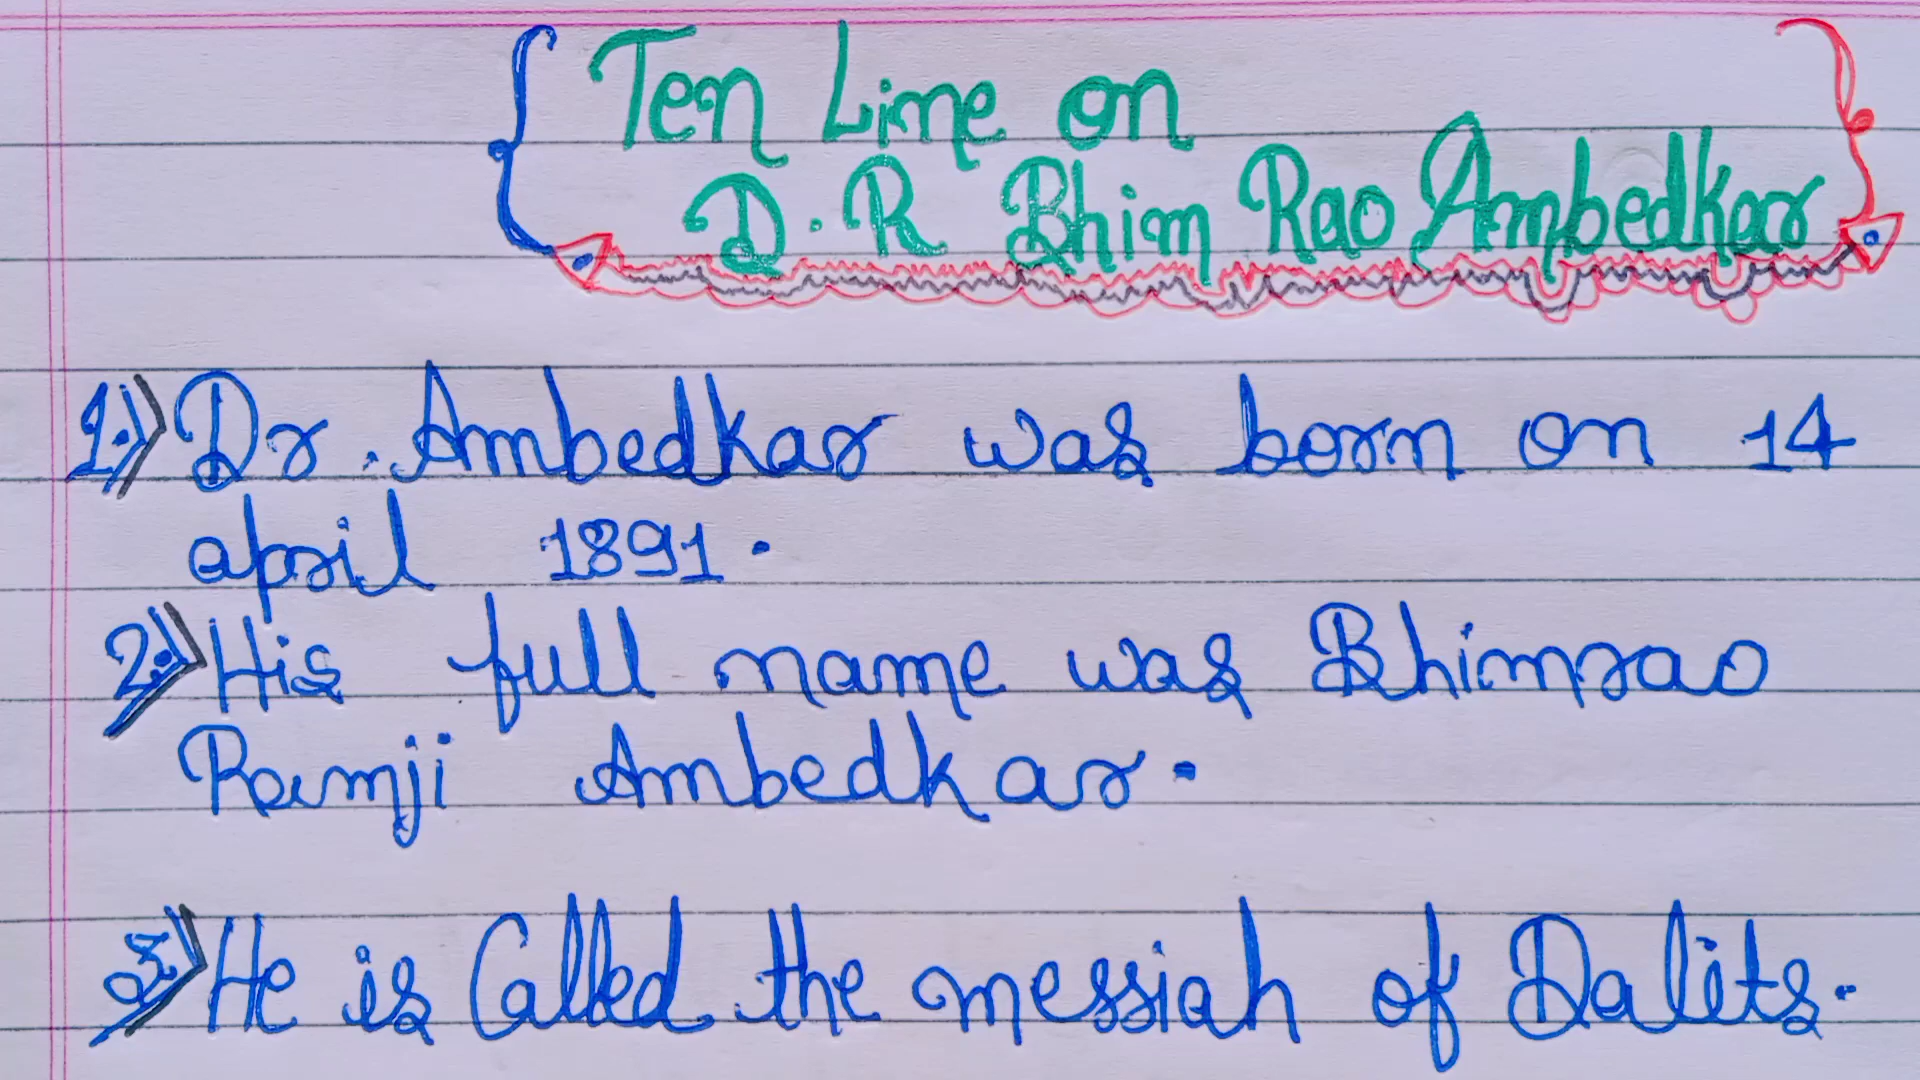 Ten Line on
D.R Bhim Rao Ambedkar
1.) Dr. Ambedkar was born on 14
april 1891.
2.) His full name was Bhimrao
Ramji Ambedkar.
3.) He is Called the messiah of Dalits.